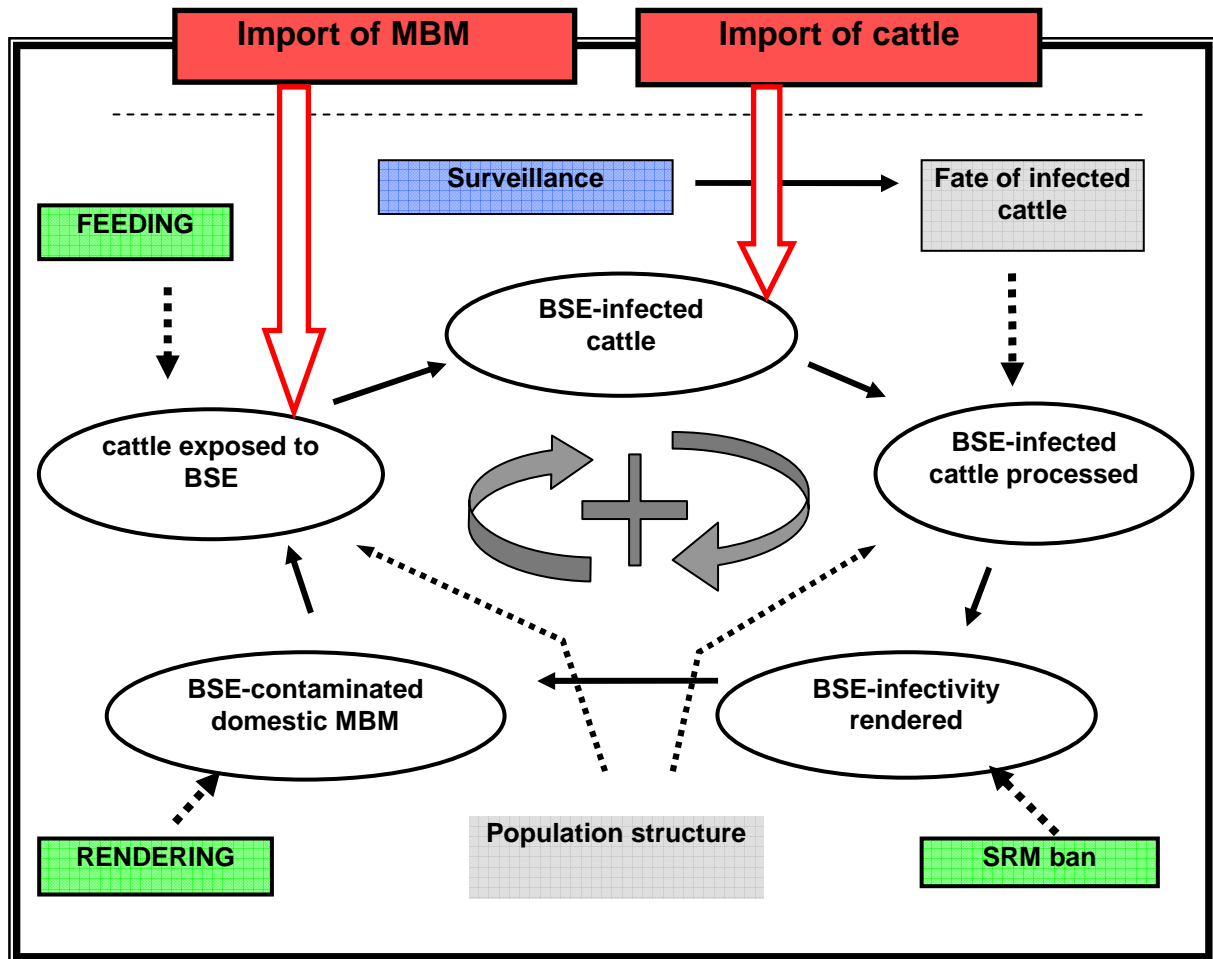 Import of MBM
Import of cattle
Surveillance
Fate of infected
cattle
FEEDING
BSE-infected
cattle
cattle exposed to
BSE
BSE-infected
cattle processed
BSE-contaminated
domestic MBM
BSE-infectivity
rendered
RENDERING
Population structure
SRM ban